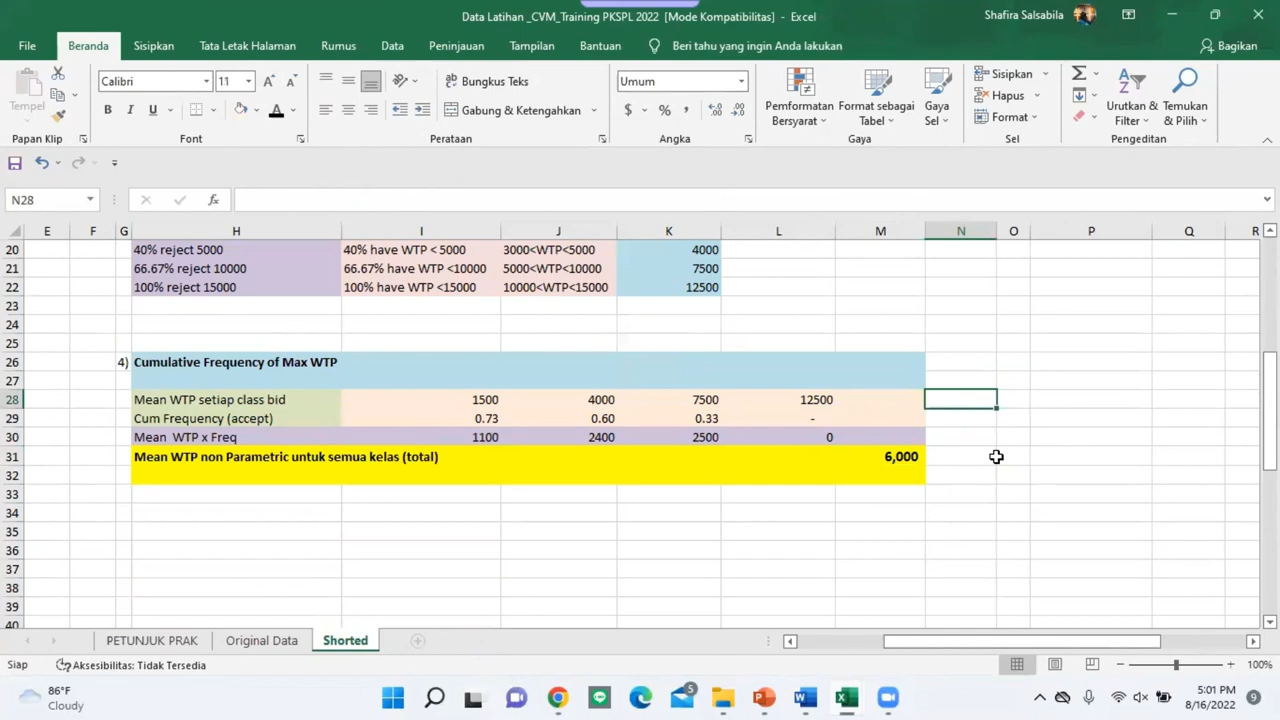 Data Latihan _CVM_Training PKSPL 2022 [Mode Kompatibilitas] - Excel
Shafira Salsabila
File Beranda Sisipkan Tata Letak Halaman Rumus Data Peninjauan Tampilan Bantuan Beri tahu yang ingin Anda lakukan Bagikan
Tempel
Calibri 11
B I U A
Bungkus Teks
Gabung & Ketengahkan
Umum
$ % ,
Pemformatan Bersyarat
Format sebagai Tabel
Gaya Sel
Sisipkan
Hapus
Format
Urutkan & Filter
Temukan & Pilih
Papan Klip Font Perataan Angka Gaya Sel Pengeditan
N28 fx
E F G H I J K L M N O P Q R
20 40% reject 5000 40% have WTP < 5000 3000<WTP<5000 4000
21 66.67% reject 10000 66.67% have WTP <10000 5000<WTP<10000 7500
22 100% reject 15000 100% have WTP <15000 10000<WTP<15000 12500
23
24
25
26 4) Cumulative Frequency of Max WTP
27
28 Mean WTP setiap class bid 1500 4000 7500 12500
29 Cum Frequency (accept) 0.73 0.60 0.33 -
30 Mean WTP x Freq 1100 2400 2500 0
31 Mean WTP non Parametric untuk semua kelas (total) 6,000
32
33
34
35
36
37
38
39
40
PETUNJUK PRAK Original Data Shorted
Siap Aksesibilitas: Tidak Tersedia 100%
86°F
Cloudy
5
5:01 PM
8/16/2022
9